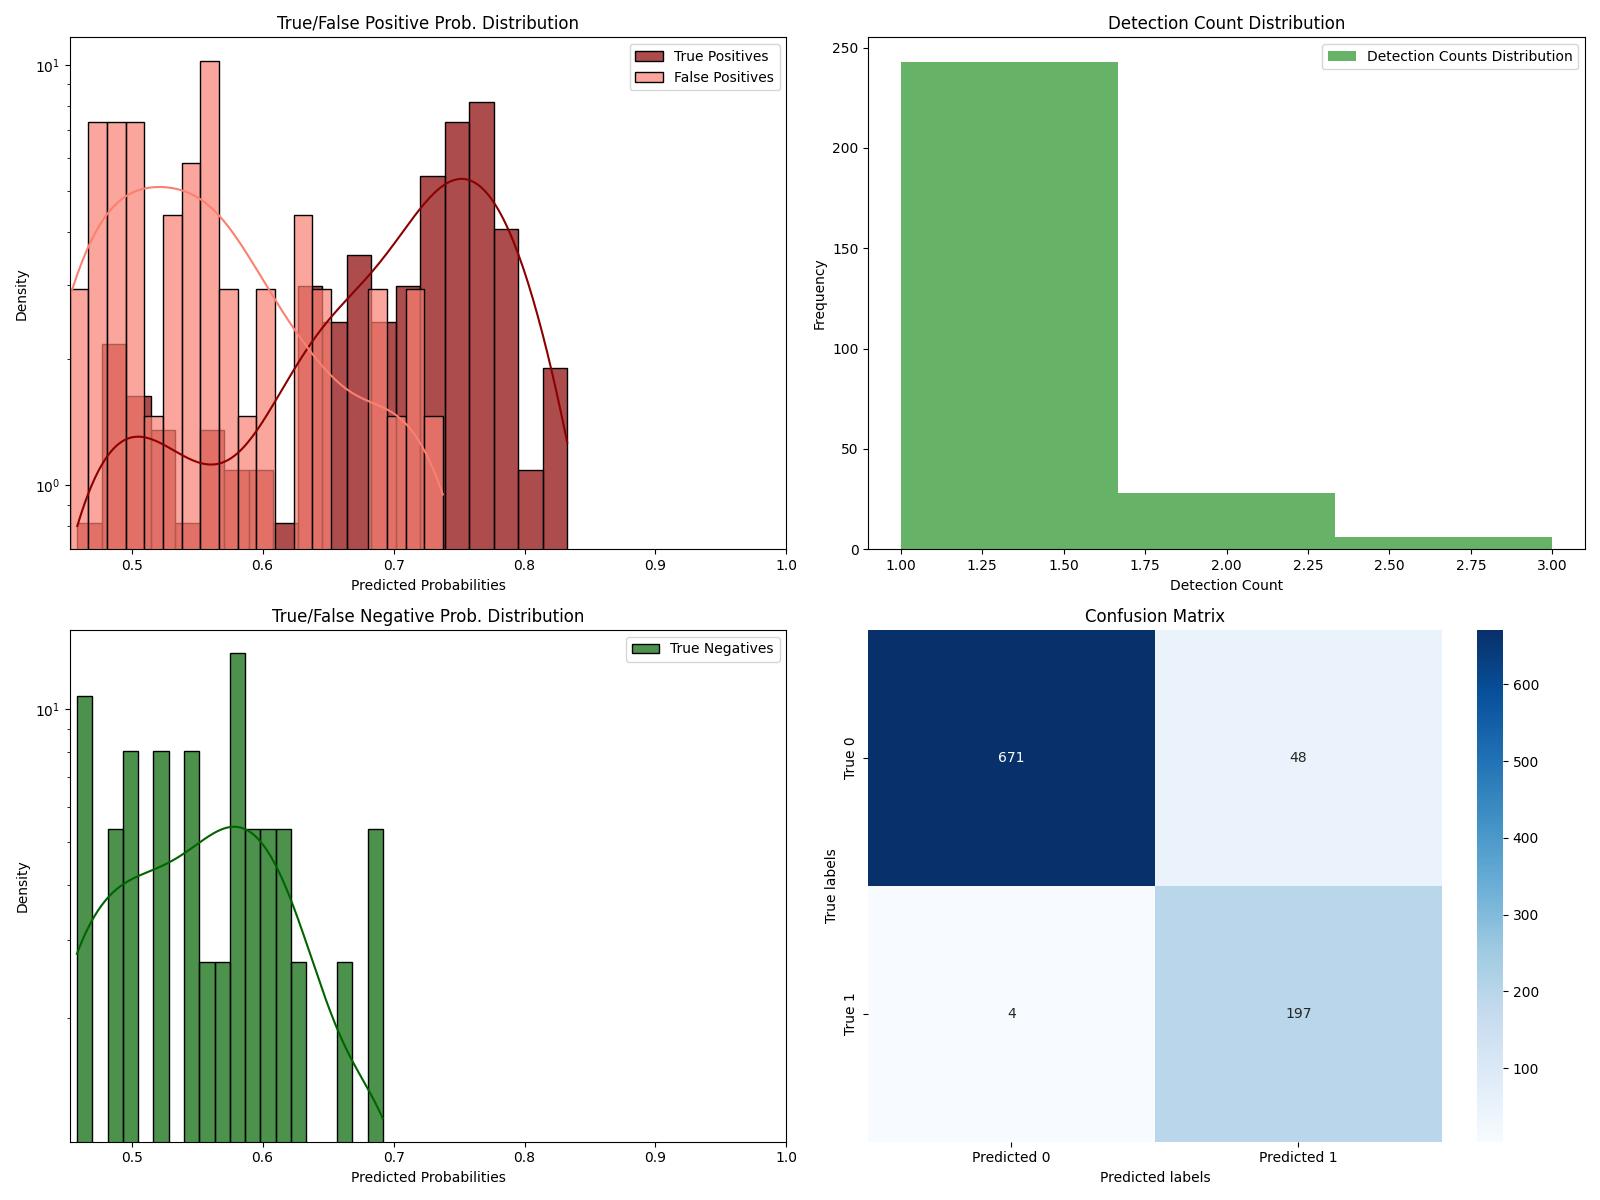 True/False Positive Prob. Distribution
True Positives
False Positives
Density
10¹
10⁰
0.5 0.6 0.7 0.8 0.9 1.0
Predicted Probabilities
Detection Count Distribution
Detection Counts Distribution
Frequency
250
200
150
100
50
0
1.00 1.25 1.50 1.75 2.00 2.25 2.50 2.75 3.00
Detection Count
True/False Negative Prob. Distribution
True Negatives
Density
10¹
0.5 0.6 0.7 0.8 0.9 1.0
Predicted Probabilities
Confusion Matrix
True labels
True 0
671 48
True 1
4 197
Predicted 0 Predicted 1
Predicted labels
600
500
400
300
200
100